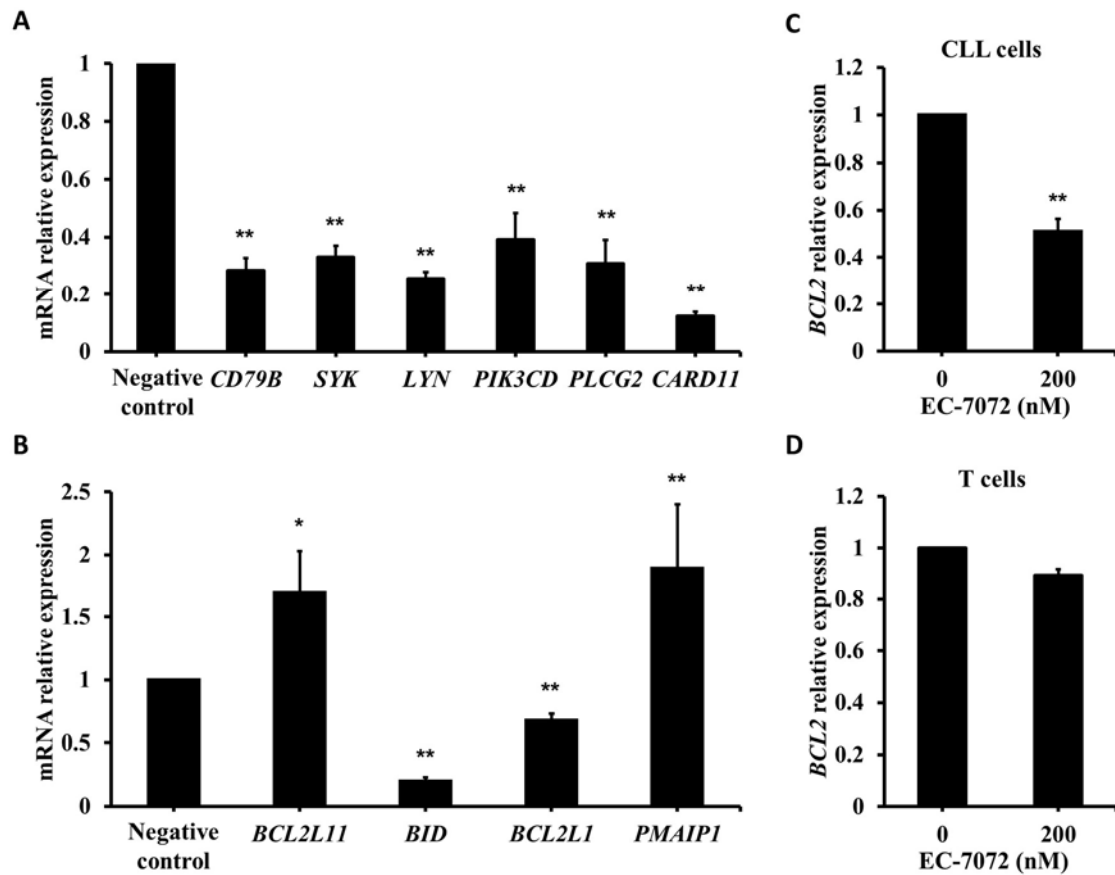 A
mRNA relative expression
1
0.8
0.6
0.4
0.2
0
**
**
**
**
**
**
Negative control
CD79B
SYK
LYN
PIK3CD
PLCG2
CARD11
B
mRNA relative expression
2.5
2
1.5
1
0.5
0
*
**
**
**
Negative control
BCL2L11
BID
BCL2L1
PMAIP1
C
CLL cells
BCL2 relative expression
1.2
1
0.8
0.6
0.4
0.2
0
**
0
200
EC-7072 (nM)
D
T cells
BCL2 relative expression
1.2
1
0.8
0.6
0.4
0.2
0
0
200
EC-7072 (nM)